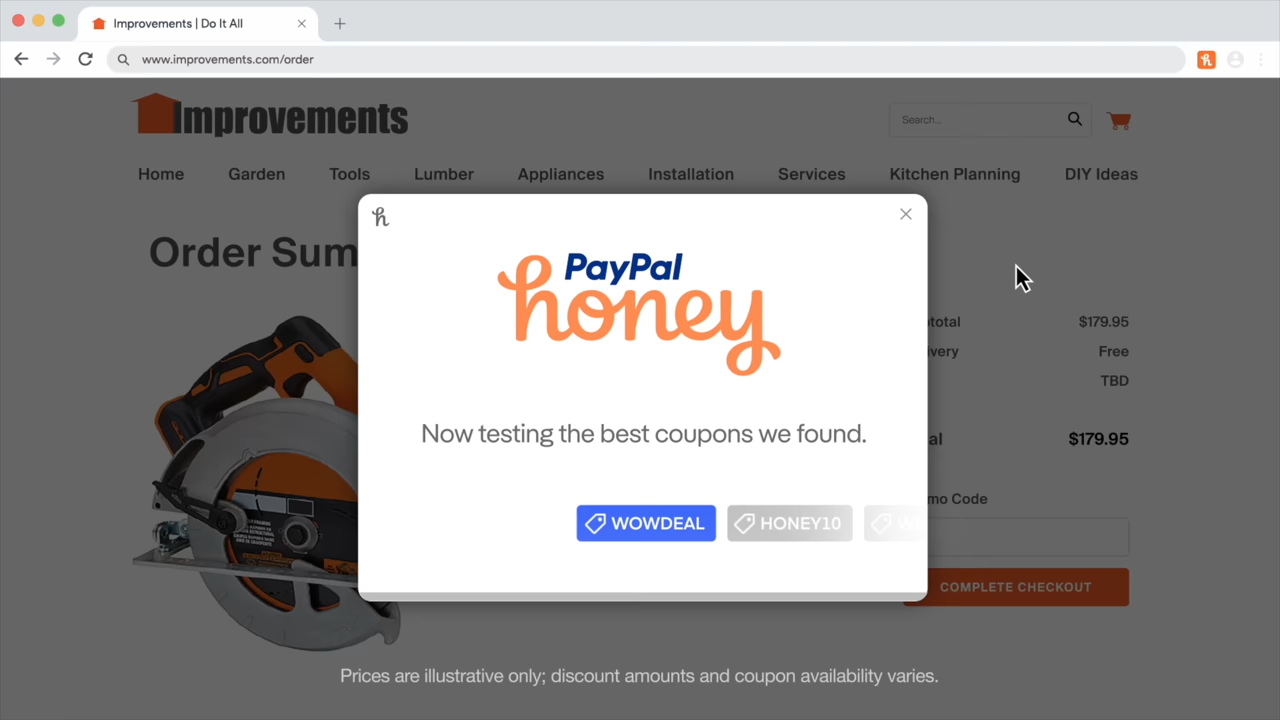 Improvements | Do It All
www.improvements.com/order
Improvements
Search...
Home Garden Tools Lumber Appliances Installation Services Kitchen Planning DIY Ideas
Order Sum
h
PayPal
honey
Now testing the best coupons we found.
WOWDEAL HONEY10
total $179.95
ivery Free
TBD
al $179.95
mo Code
COMPLETE CHECKOUT
Prices are illustrative only; discount amounts and coupon availability varies.